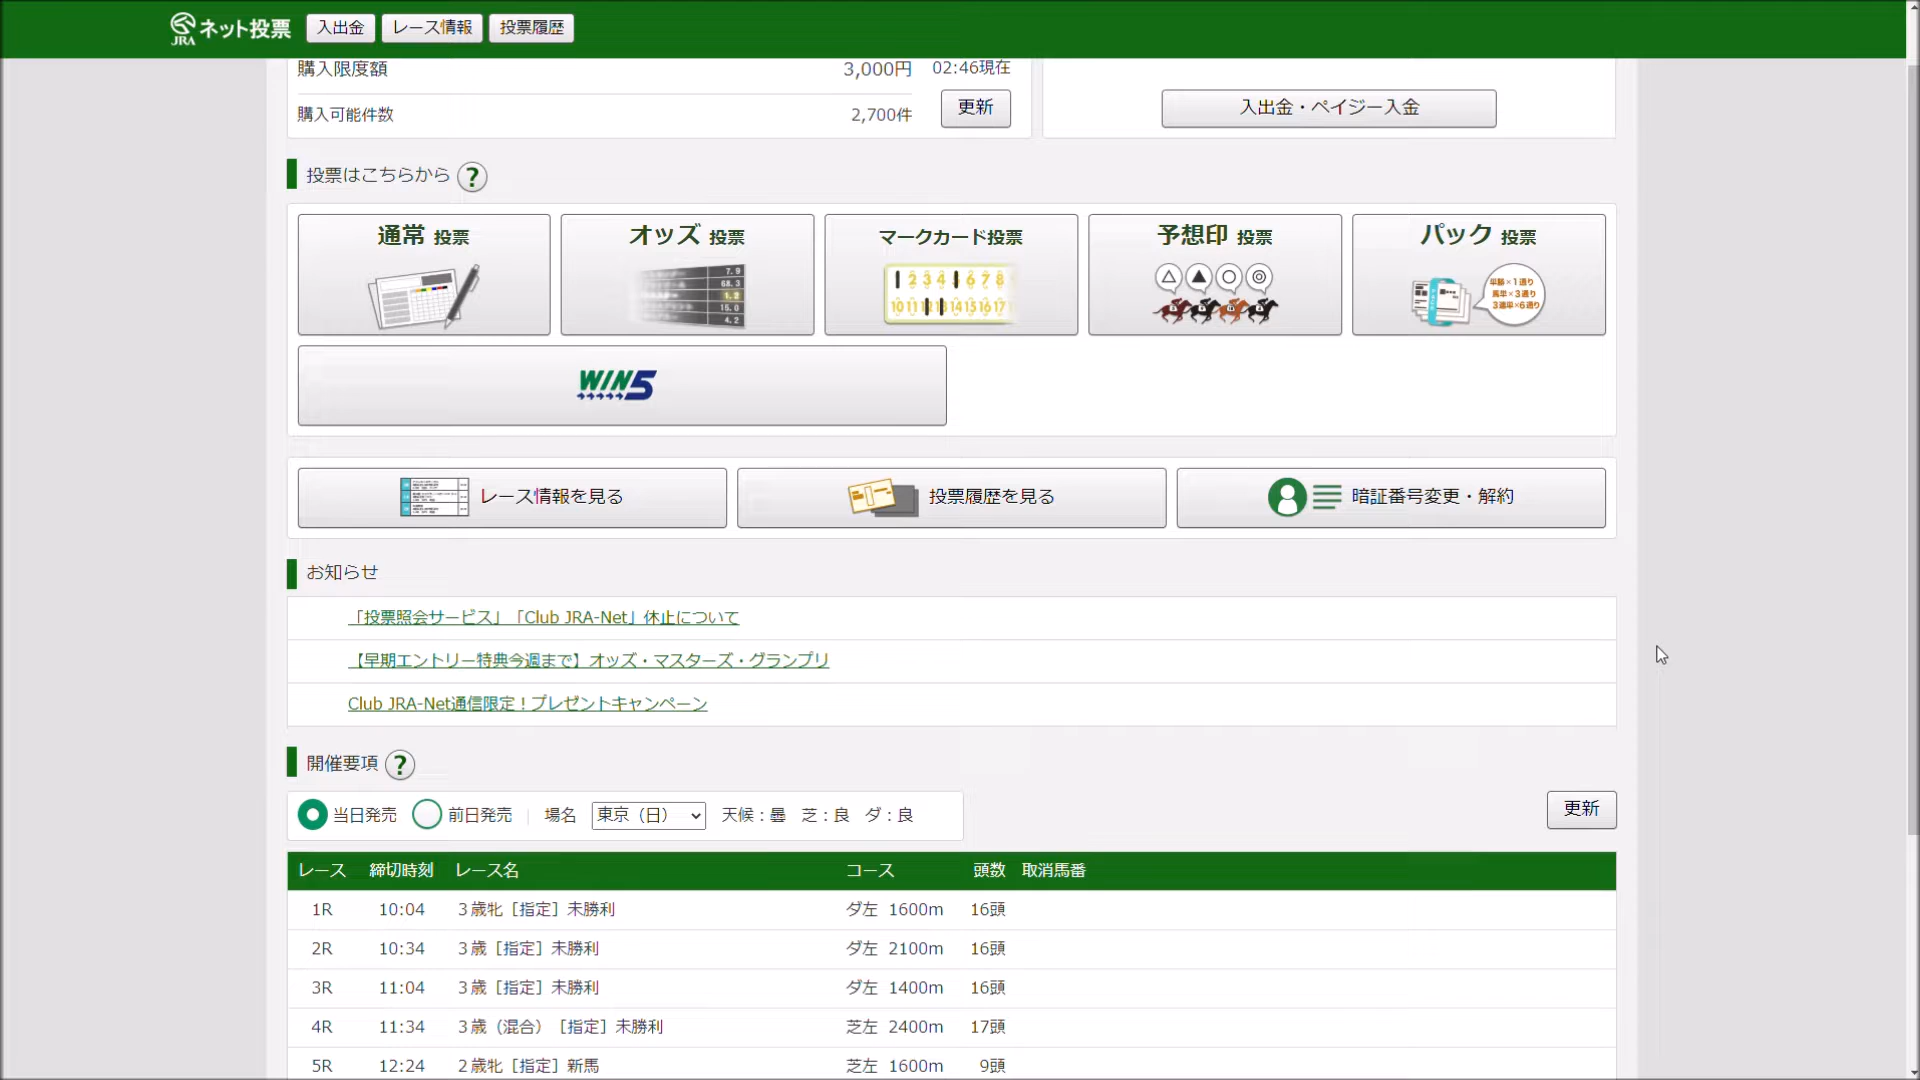 JRA ネット投票 入出金 レース情報 投票履歴
購入限度額 3,000円 02:46現在
購入可能件数 2,700件 更新 入出金・ペイジー入金
投票はこちらから ?
通常 投票 オッズ 投票 マークカード投票 予想印 投票 パック 投票
WIN5
レース情報を見る 投票履歴を見る 暗証番号変更・解約
お知らせ
「投票照会サービス」「Club JRA-Net」休止について
【早期エントリー特典今週まで】オッズ・マスターズ・グランプリ
Club JRA-Net通信限定！プレゼントキャンペーン
開催要項 ?
当日発売 前日発売 場名 東京（日） 天候：曇 芝：良 ダ：良 更新
レース 締切時刻 レース名 コース 頭数 取消馬番
1R 10:04 ３歳牝［指定］未勝利 ダ左 1600m 16頭
2R 10:34 ３歳［指定］未勝利 ダ左 2100m 16頭
3R 11:04 ３歳［指定］未勝利 ダ左 1400m 16頭
4R 11:34 ３歳（混合）［指定］未勝利 芝左 2400m 17頭
5R 12:24 ２歳牝［指定］新馬 芝左 1600m 9頭